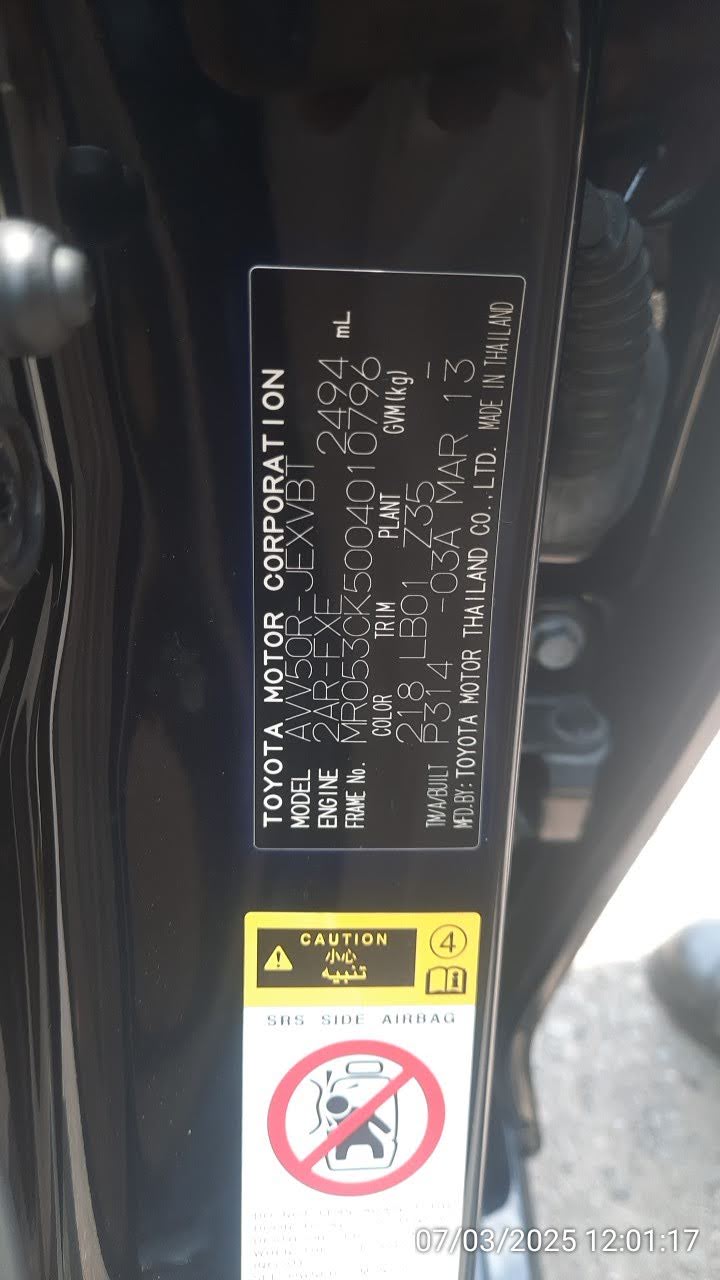 TOYOTA MOTOR CORPORATION
MODEL AVV50R-JEXVBT
ENGINE 2AR-FXE 2494 mL
FRAME No. MR053CK5004010796
COLOR TRIM PLANT GVM(kg)
218 LB01 Z35 —
TM/A/BUILT P314 -03A MAR 13
MFD.BY: TOYOTA MOTOR THAILAND CO.,LTD. MADE IN THAILAND
CAUTION
小心
تنبيه
4
SRS SIDE AIRBAG
07/03/2025 12:01:17